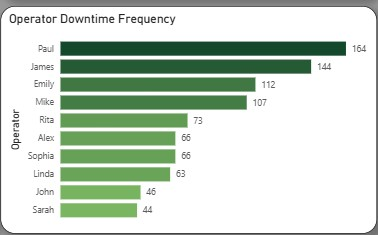 Operator Downtime Frequency
Operator
Paul 164
James 144
Emily 112
Mike 107
Rita 73
Alex 66
Sophia 66
Linda 63
John 46
Sarah 44